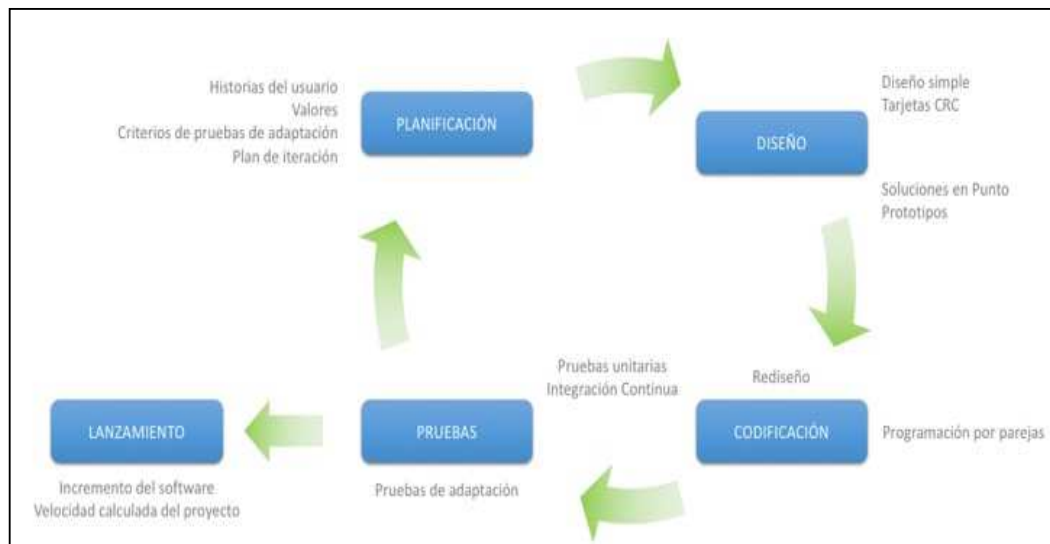 Historias del usuario
Valores
Criterios de pruebas de adaptación
Plan de iteración
PLANIFICACIÓN
Diseño simple
Tarjetas CRC
DISEÑO
Soluciones en Punto
Prototipos
Pruebas unitarias
Integración Continua
Rediseño
CODIFICACIÓN
Programación por parejas
PRUEBAS
Pruebas de adaptación
LANZAMIENTO
Incremento del software
Velocidad calculada del proyecto